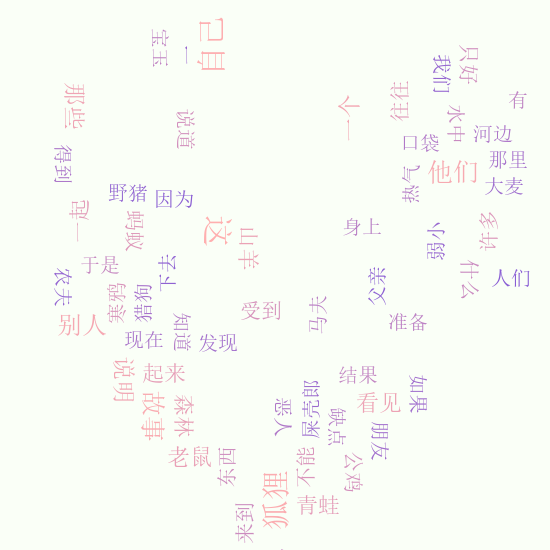 自己
宝玉
一
只好
我们
往往
那些
有
一个
水中
说道
河边
口袋
得到
那里
他们
热气
大麦
野猪
因为
一起
蚂蚁
身上
这
山羊
小弱
许多
于是
下去
什么
人们
父亲
农夫
寒鸦
猎狗
受到
马夫
别人
知道
准备
现在
发现
说明
起来
结果
如果
屎壳郎
看见
故事
森林
恶人
缺点
朋友
老鼠
东西
不能
公鸡
狐狸
青蛙
来到